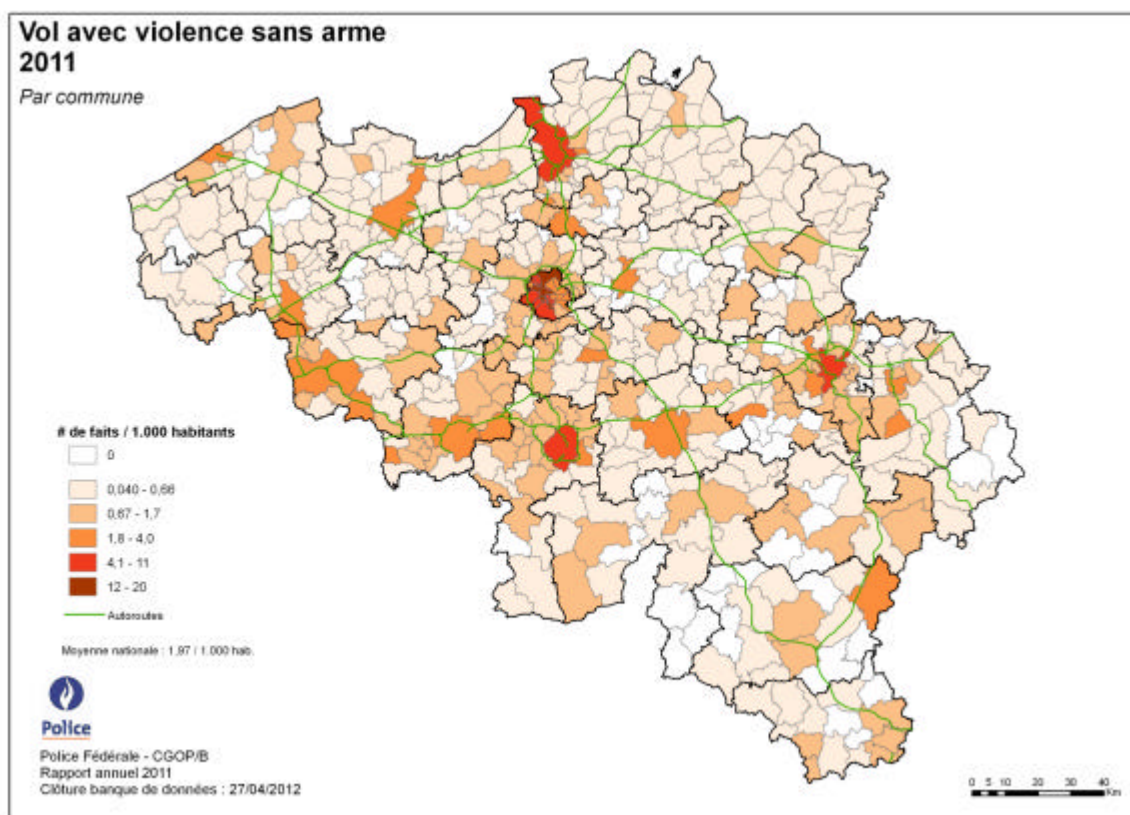 Vol avec violence sans arme
2011
Par commune
# de faits / 1.000 habitants
0
0,040 - 0,66
0,67 - 1,7
1,8 - 4,0
4,1 - 11
12 - 20
Autoroutes
Moyenne nationale : 1,97 / 1.000 hab.
Police
Police Fédérale - CGOP/B
Rapport annuel 2011
Clôture banque de données : 27/04/2012
0 5 10 20 30 40
Km